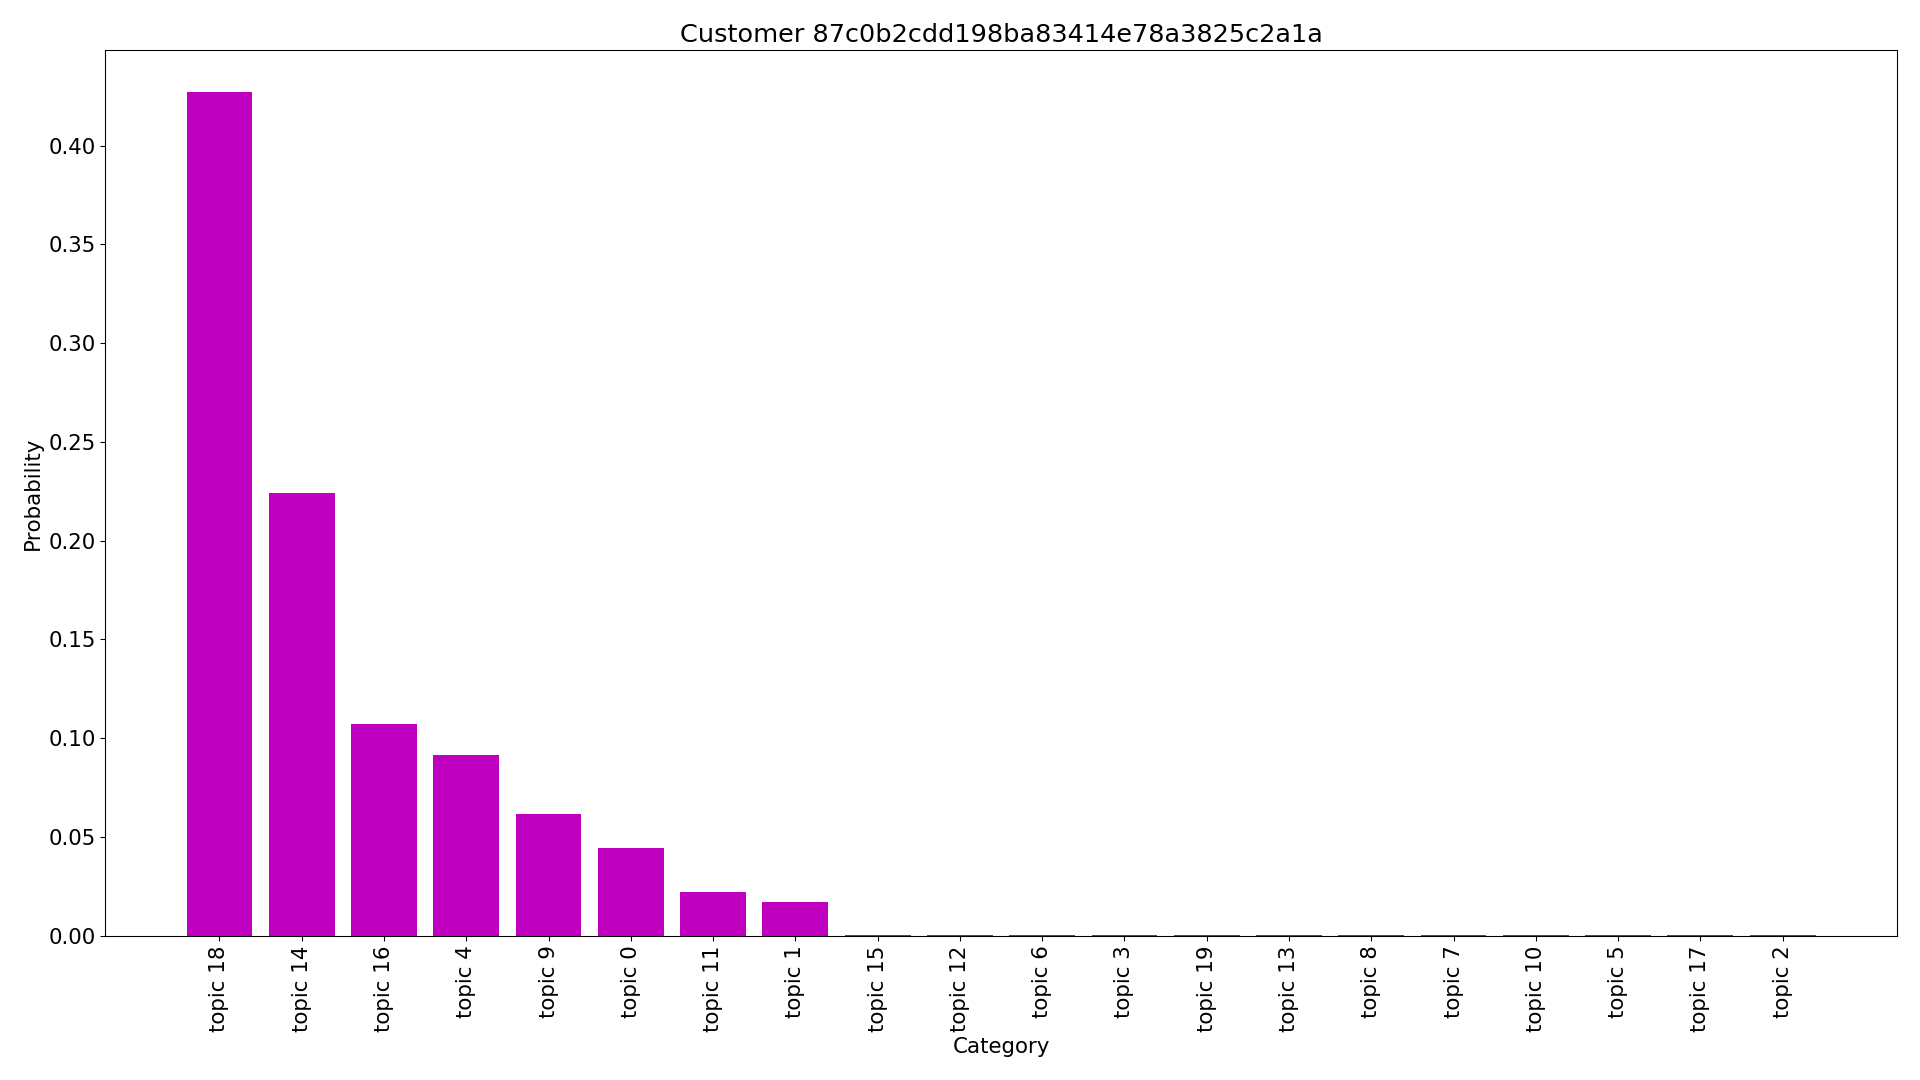 Customer 87c0b2cdd198ba83414e78a3825c2a1a
Probability
0.40
0.35
0.30
0.25
0.20
0.15
0.10
0.05
0.00
topic 18
topic 14
topic 16
topic 4
topic 9
topic 0
topic 11
topic 1
topic 15
topic 12
topic 6
topic 3
topic 19
topic 13
topic 8
topic 7
topic 10
topic 5
topic 17
topic 2
Category